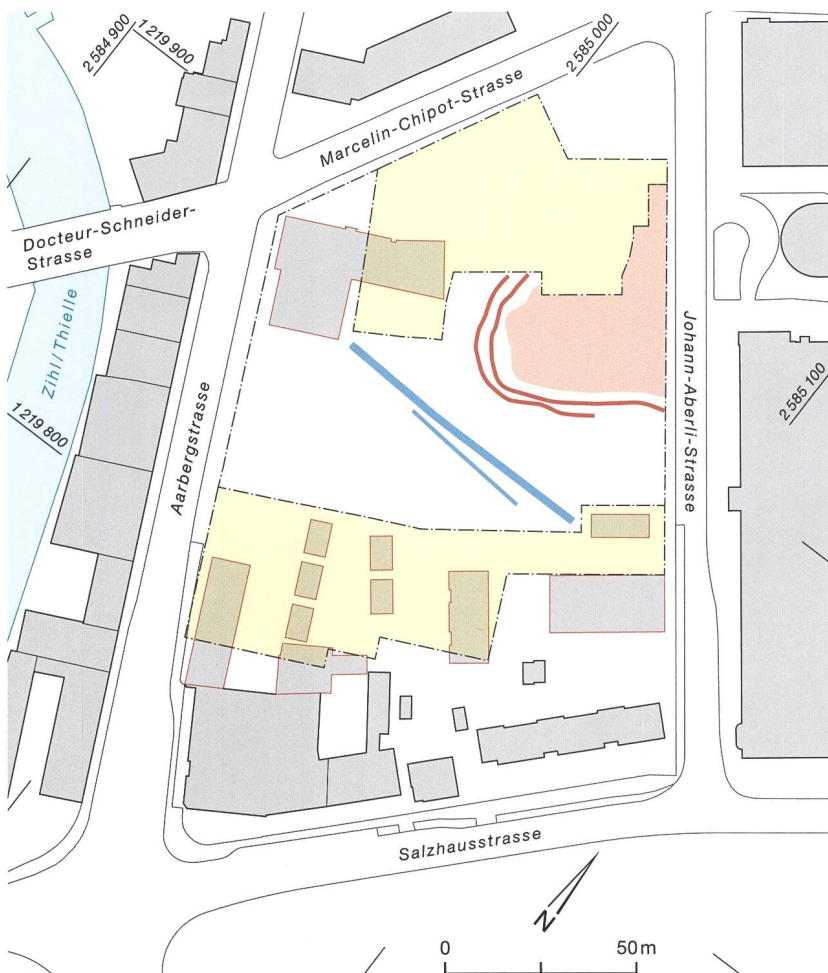 2 584 900
1 219 900
2 585 000
Marcelin-Chipot-Strasse
Docteur-Schneider-
Strasse
Zihl/Thielle
1 219 800
Aarbergstrasse
Johann-Aberli-Strasse
2 585 100
Salzhausstrasse
N
0
50 m